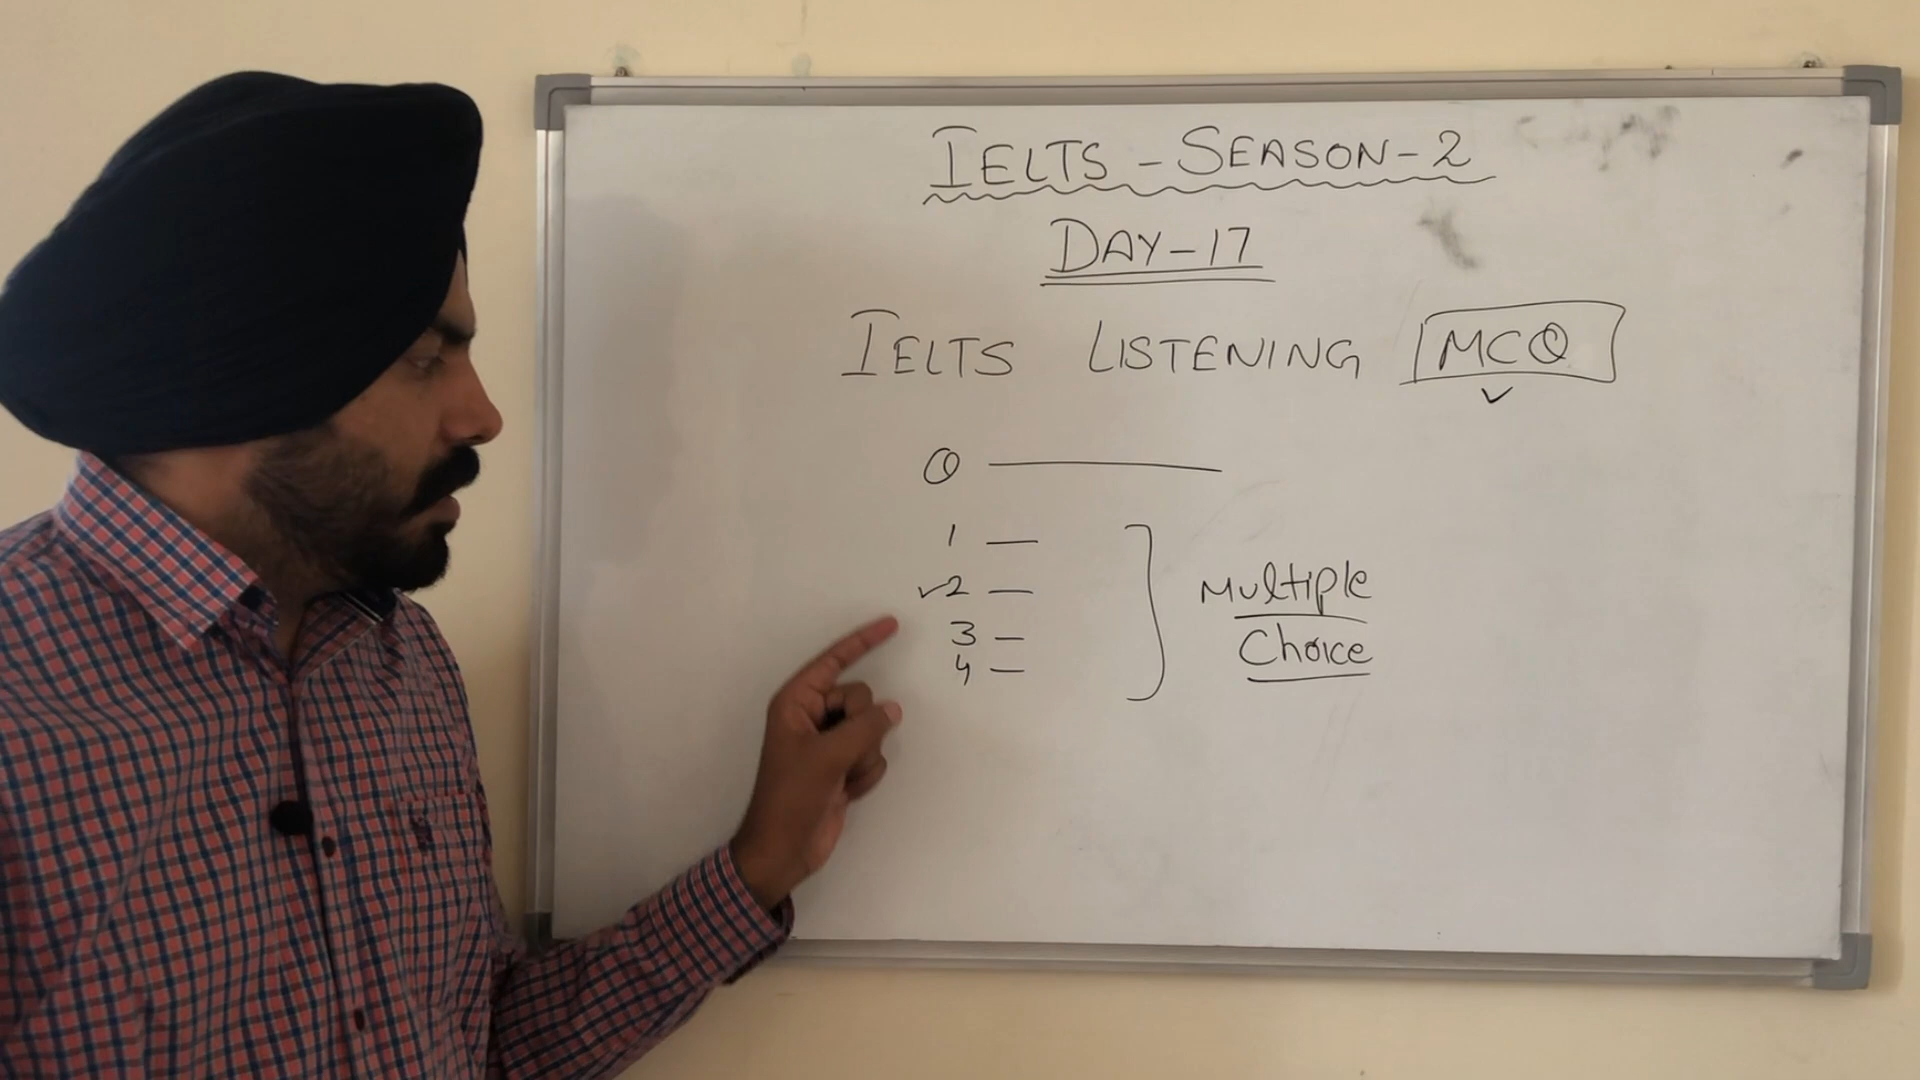 IELTS - SEASON - 2
DAY - 17
IELTS LISTENING MCQ
Q
1 —
2 —
3 —
4 —
Multiple
Choice